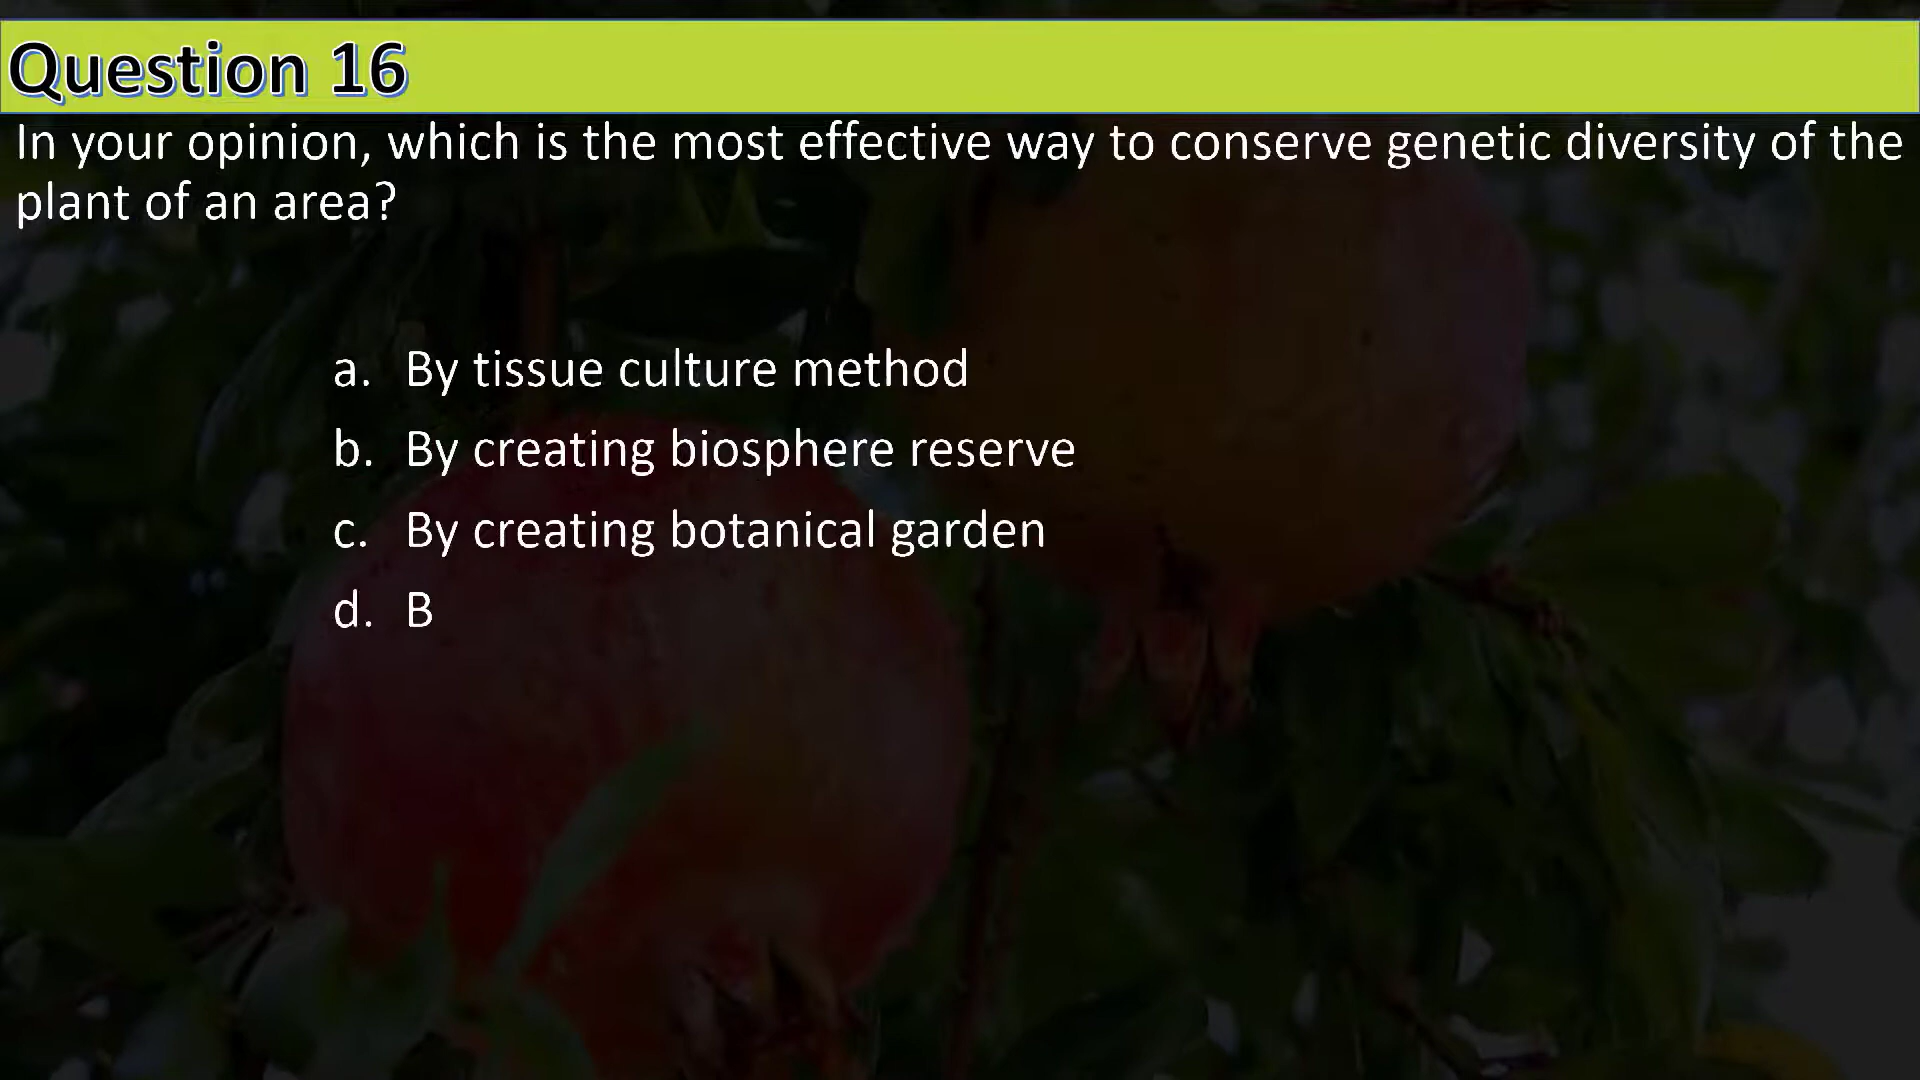 Question 16
In your opinion, which is the most effective way to conserve genetic diversity of the
plant of an area?
a. By tissue culture method
b. By creating biosphere reserve
c. By creating botanical garden
d. B